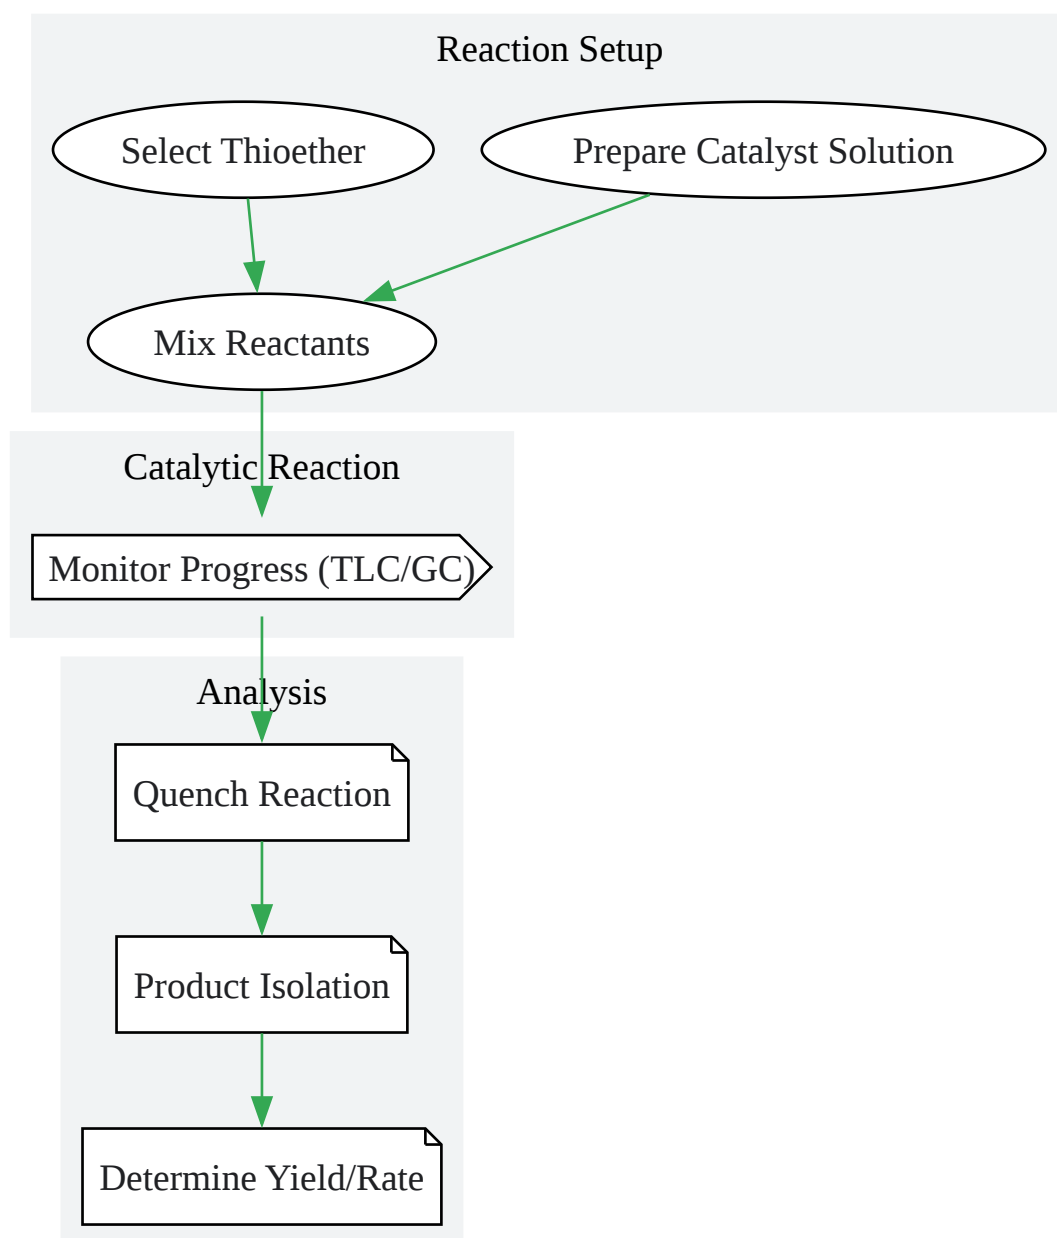 Reaction Setup
Select Thioether
Prepare Catalyst Solution
Mix Reactants
Catalytic Reaction
Monitor Progress (TLC/GC)
Analysis
Quench Reaction
Product Isolation
Determine Yield/Rate